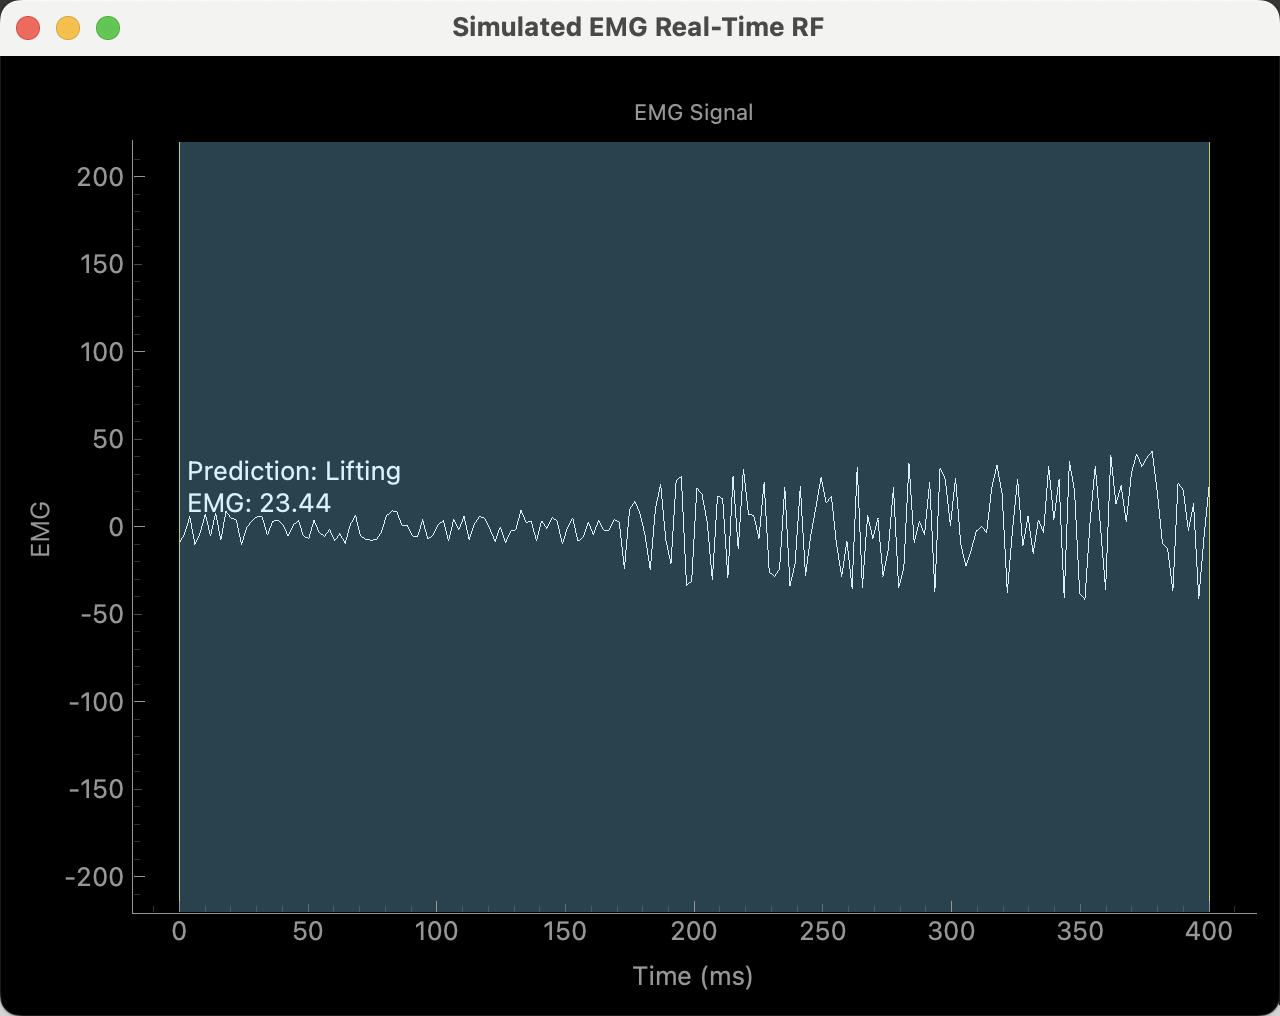 Simulated EMG Real-Time RF
EMG Signal
200
150
100
50
0
-50
-100
-150
-200
EMG
Prediction: Lifting
EMG: 23.44
0 50 100 150 200 250 300 350 400
Time (ms)